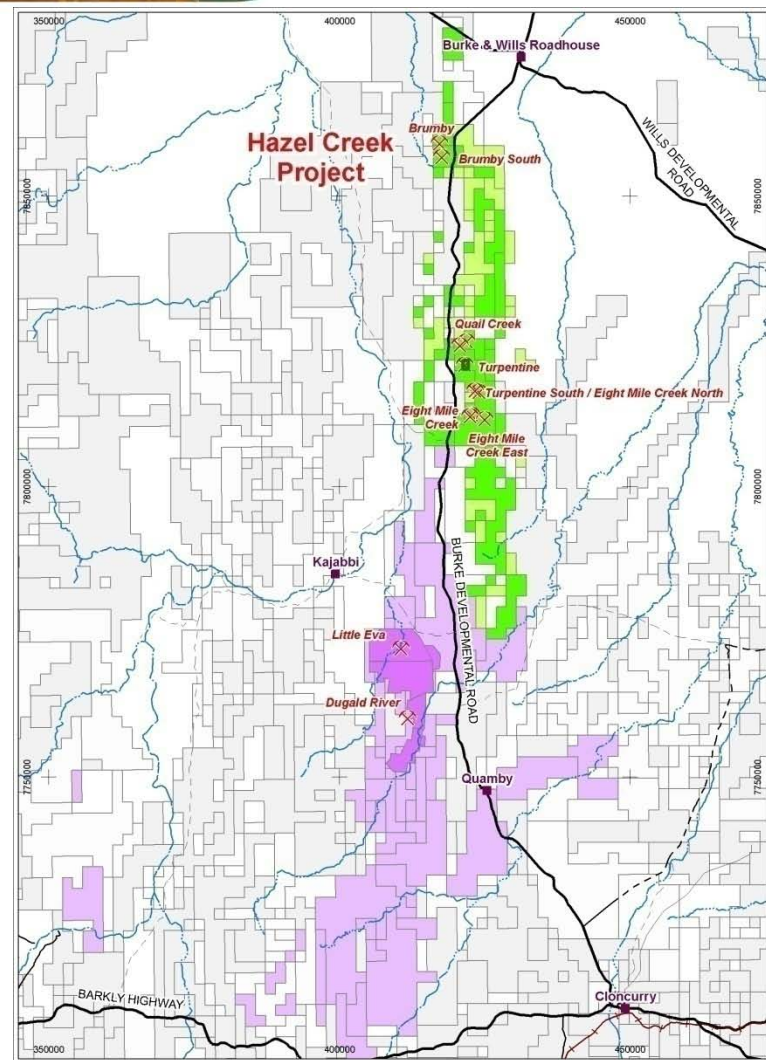 350000
400000
450000
Burke & Wills Roadhouse
Brumby
Hazel Creek
Project
Brumby South
WILLS DEVELOPMENTAL
ROAD
7850000
7850000
Quail Creek
Turpentine
Turpentine South / Eight Mile Creek North
Eight Mile
Creek
Eight Mile
Creek East
7800000
7800000
BURKE DEVELOPMENTAL ROAD
Kajabbi
Little Eva
Dugald River
7750000
7750000
Quamby
BARKLY HIGHWAY
Cloncurry
350000
400000
450000